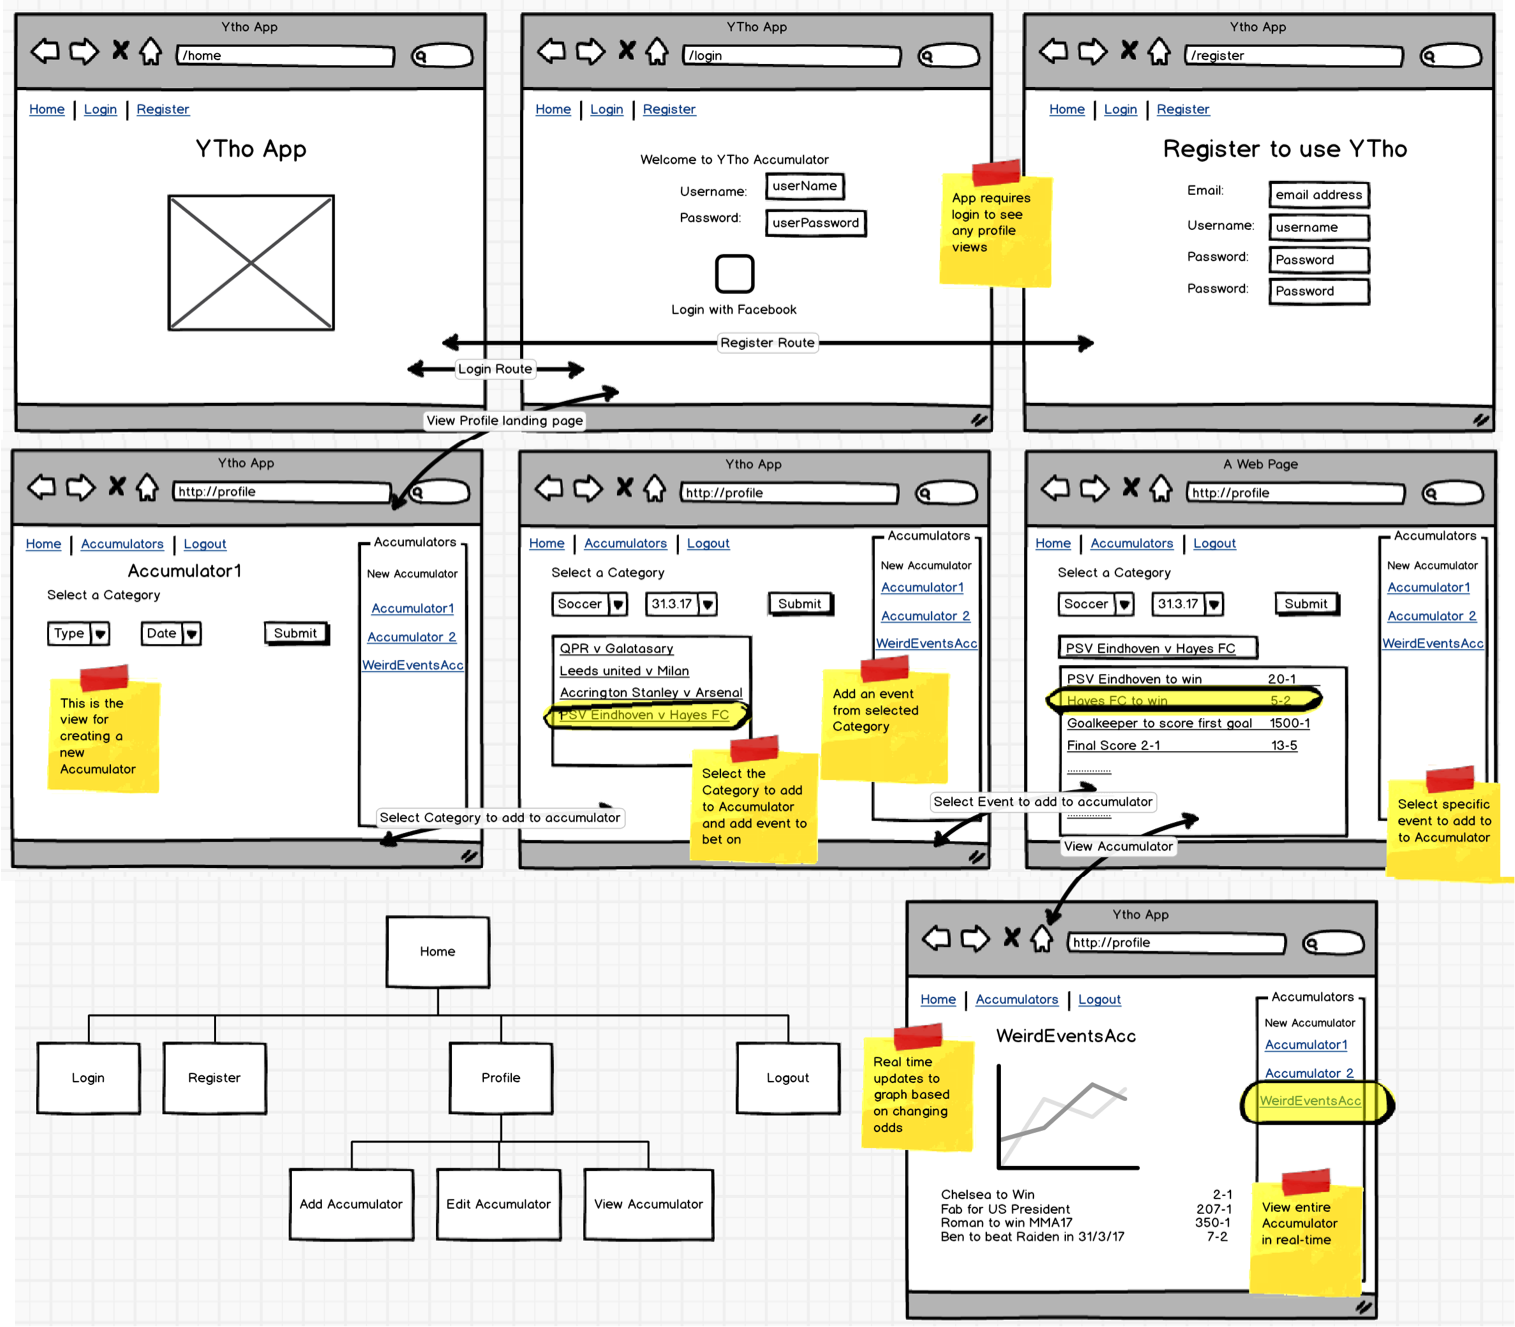 Ytho App
/home
Home | Login | Register
YTho App
YTho App
/login
Home | Login | Register
Welcome to YTho Accumulator
Username: userName
Password: userPassword
Login with Facebook
App requires
login to see
any profile
views
Ytho App
/register
Home | Login | Register
Register to use YTho
Email: email address
Username: username
Password: Password
Password: Password
Register Route
Login Route
View Profile landing page
Ytho App
http://profile
Home | Accumulators | Logout
Accumulator1
Select a Category
Type Date Submit
This is the
view for
creating a
new
Accumulator
Accumulators
New Accumulator
Accumulator1
Accumulator 2
WeirdEventsAcc
Select Category to add to accumulator
Ytho App
http://profile
Home | Accumulators | Logout
Select a Category
Soccer 31.3.17 Submit
QPR v Galatasary
Leeds united v Milan
Accrington Stanley v Arsenal
PSV Eindhoven v Hayes FC
Accumulators
New Accumulator
Accumulator1
Accumulator 2
WeirdEventsAcc
Add an event
from selected
Category
Select the
Category to add
to Accumulator
and add event to
bet on
Select Event to add to accumulator
A Web Page
http://profile
Home | Accumulators | Logout
Select a Category
Soccer 31.3.17 Submit
PSV Eindhoven v Hayes FC
PSV Eindhoven to win 20-1
Hayes FC to win 5-2
Goalkeeper to score first goal 1500-1
Final Score 2-1 13-5
................
................
Accumulators
New Accumulator
Accumulator1
Accumulator 2
WeirdEventsAcc
Select specific
event to add to
to Accumulator
View Accumulator
Home
Login
Register
Profile
Logout
Add Accumulator
Edit Accumulator
View Accumulator
Ytho App
http://profile
Home | Accumulators | Logout
WeirdEventsAcc
Real time
updates to
graph based
on changing
odds
Chelsea to Win 2-1
Fab for US President 207-1
Roman to win MMA17 350-1
Ben to beat Raiden in 31/3/17 7-2
Accumulators
New Accumulator
Accumulator1
Accumulator 2
WeirdEventsAcc
View entire
Accumulator
in real-time